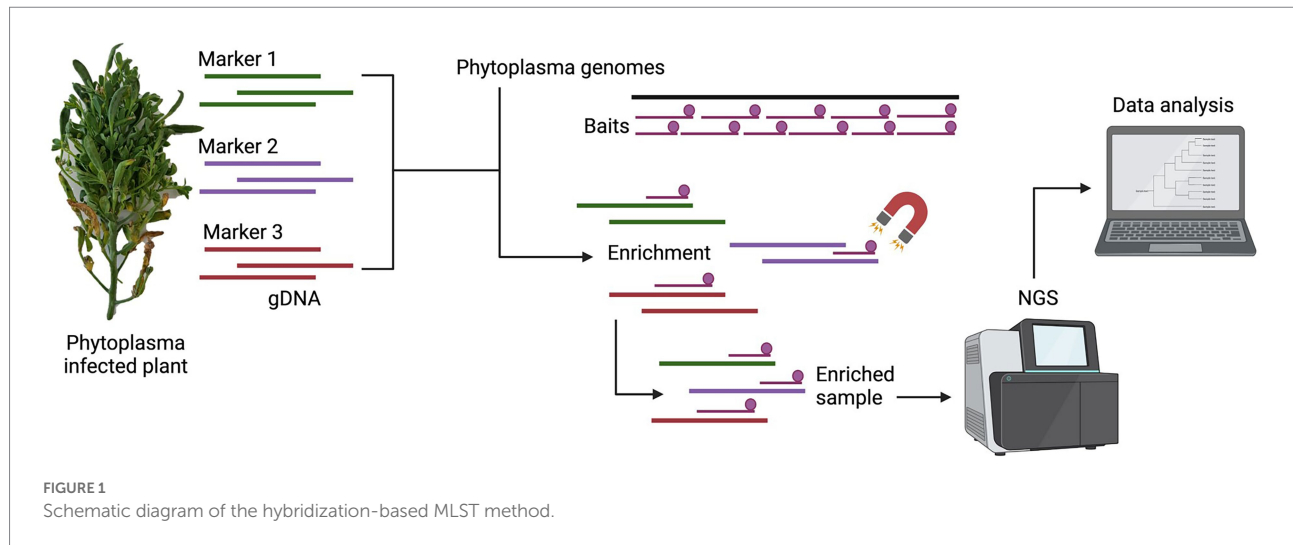 Marker 1
Marker 2
Marker 3
gDNA
Phytoplasma
infected plant
Phytoplasma genomes
Baits
Enrichment
Enriched
sample
NGS
Data analysis
FIGURE 1
Schematic diagram of the hybridization-based MLST method.